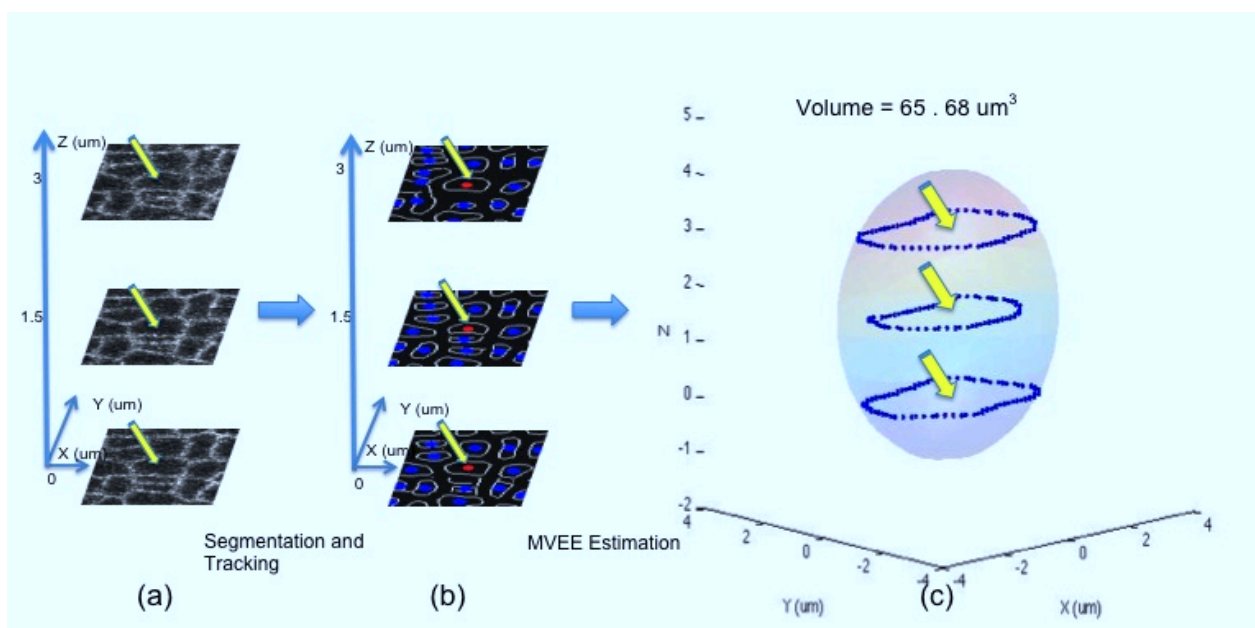 Z (um)
3
1.5
Y (um)
X (um)
0
Segmentation and
Tracking
(a)
Z (um)
3
1.5
Y (um)
X (um)
0
MVEE Estimation
(b)
Volume = 65 . 68 um³
5
4
3
2
1
0
-1
-2
N
4
2
0
-2
-4
Y (um)
-4
-2
0
2
4
X (um)
(c)